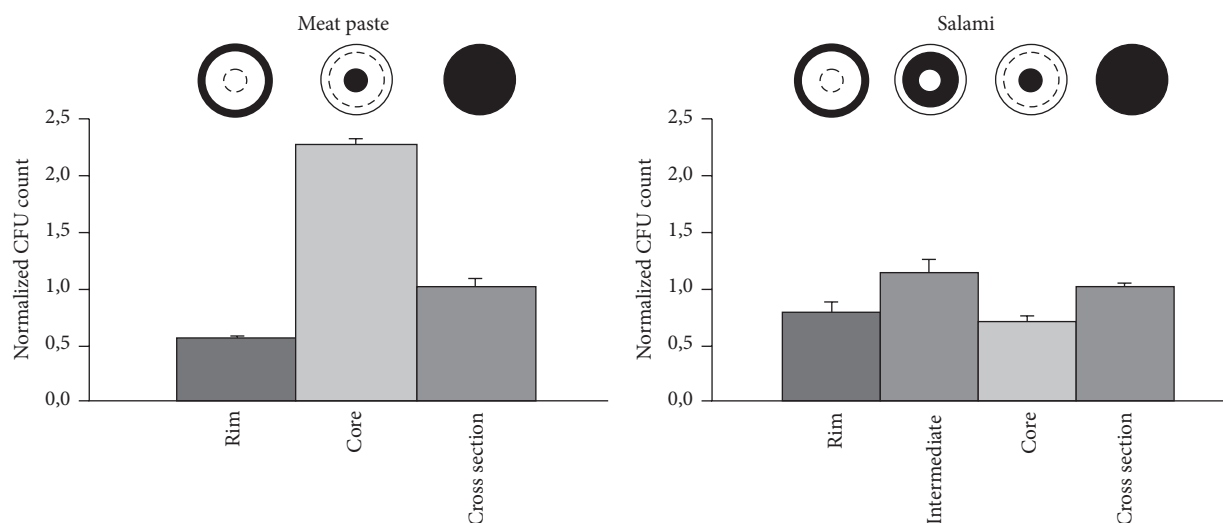 Meat paste
Normalized CFU count
2,5
2,0
1,5
1,0
0,5
0,0
Rim
Core
Cross section
Salami
Normalized CFU count
2,5
2,0
1,5
1,0
0,5
0,0
Rim
Intermediate
Core
Cross section